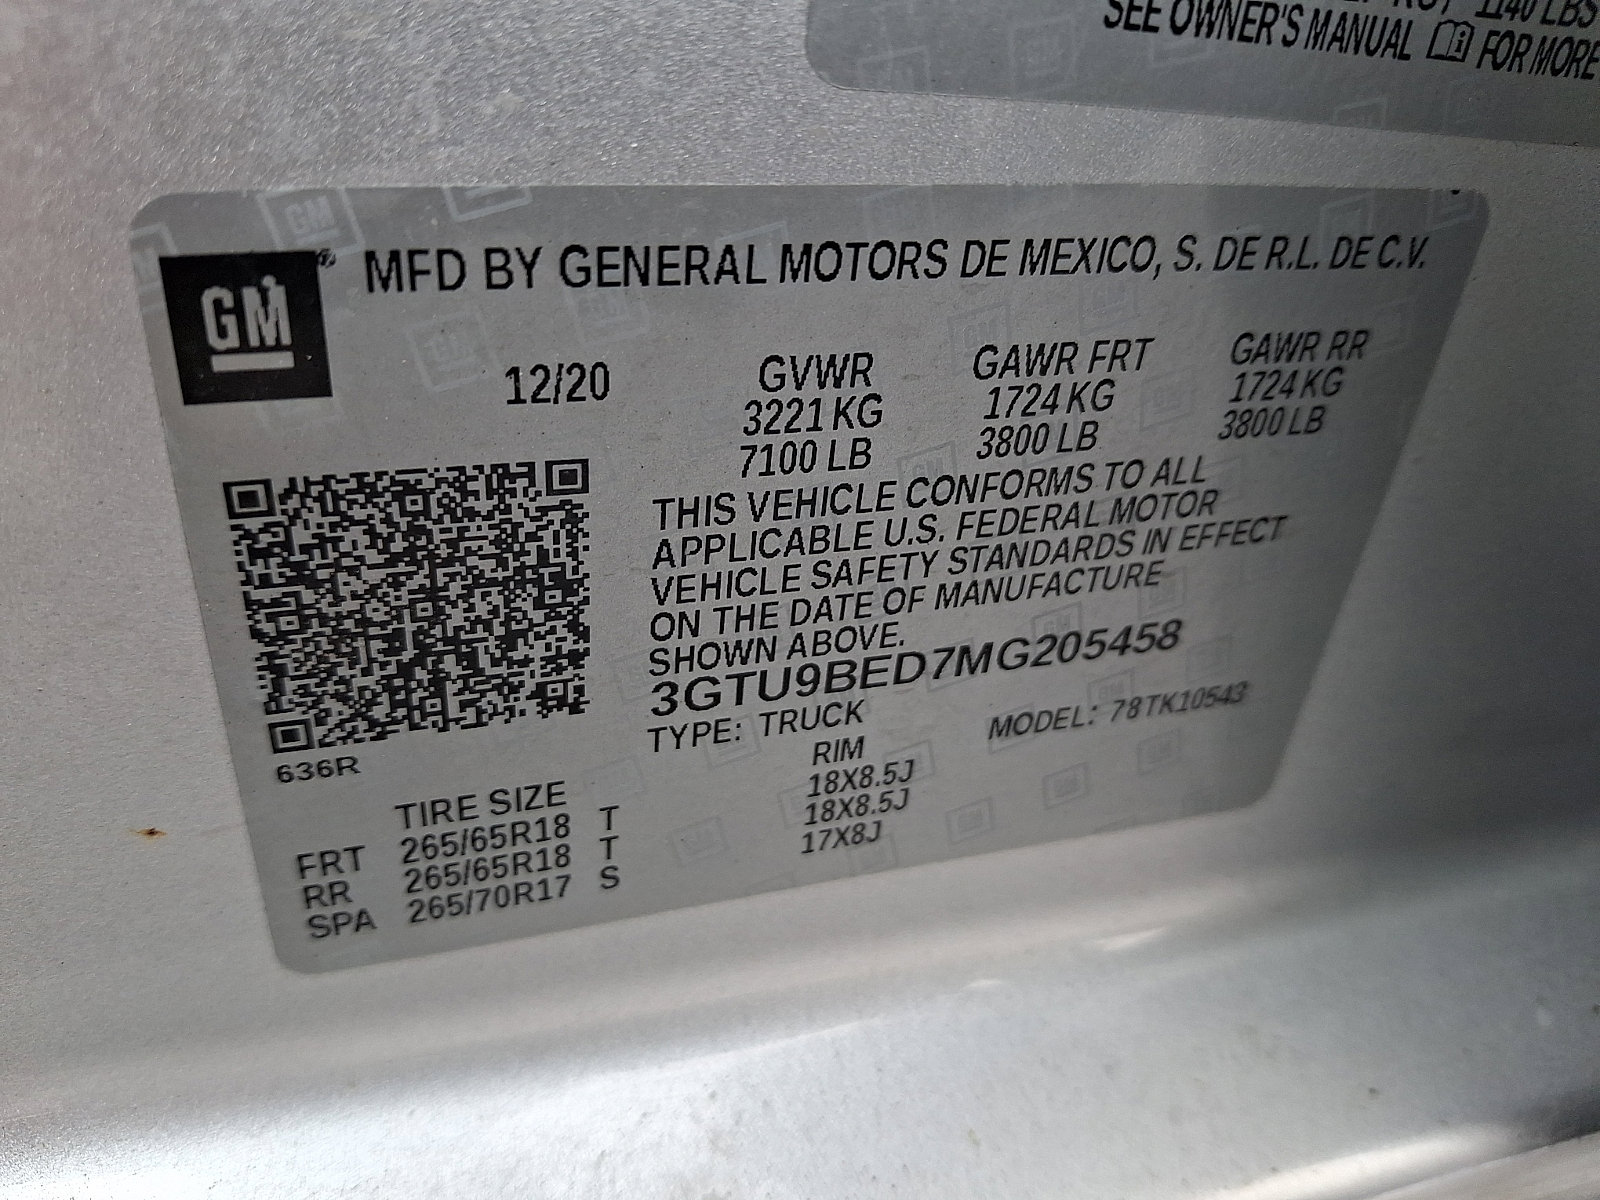 1140 LBS
SEE OWNER'S MANUAL FOR MORE
GM® MFD BY GENERAL MOTORS DE MEXICO, S. DE R.L. DE C.V.
12/20 GVWR GAWR FRT GAWR RR
3221 KG 1724 KG 1724 KG
7100 LB 3800 LB 3800 LB
THIS VEHICLE CONFORMS TO ALL
APPLICABLE U.S. FEDERAL MOTOR
VEHICLE SAFETY STANDARDS IN EFFECT
ON THE DATE OF MANUFACTURE
SHOWN ABOVE.
3GTU9BED7MG205458
TYPE: TRUCK MODEL: 78TK10543
636R
TIRE SIZE RIM
FRT 265/65R18 T 18X8.5J
RR 265/65R18 T 18X8.5J
SPA 265/70R17 S 17X8J